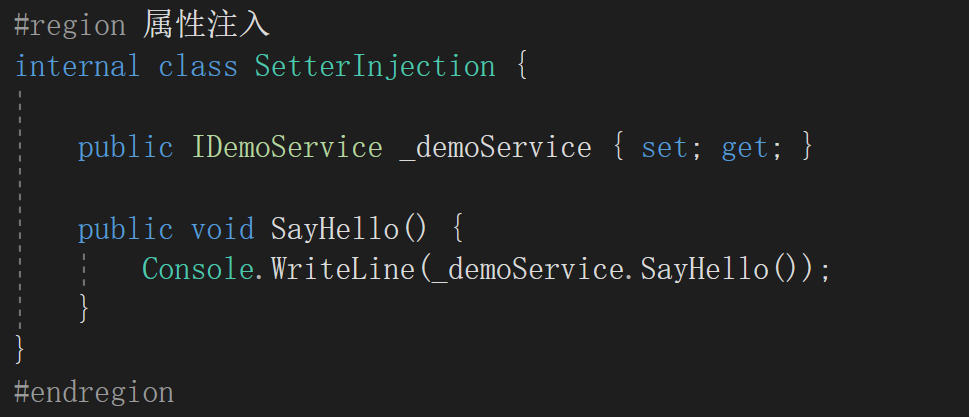 #region 属性注入
internal class SetterInjection {
public IDemoService _demoService { set; get; }
public void SayHello() {
Console.WriteLine(_demoService.SayHello());
}
}
#endregion